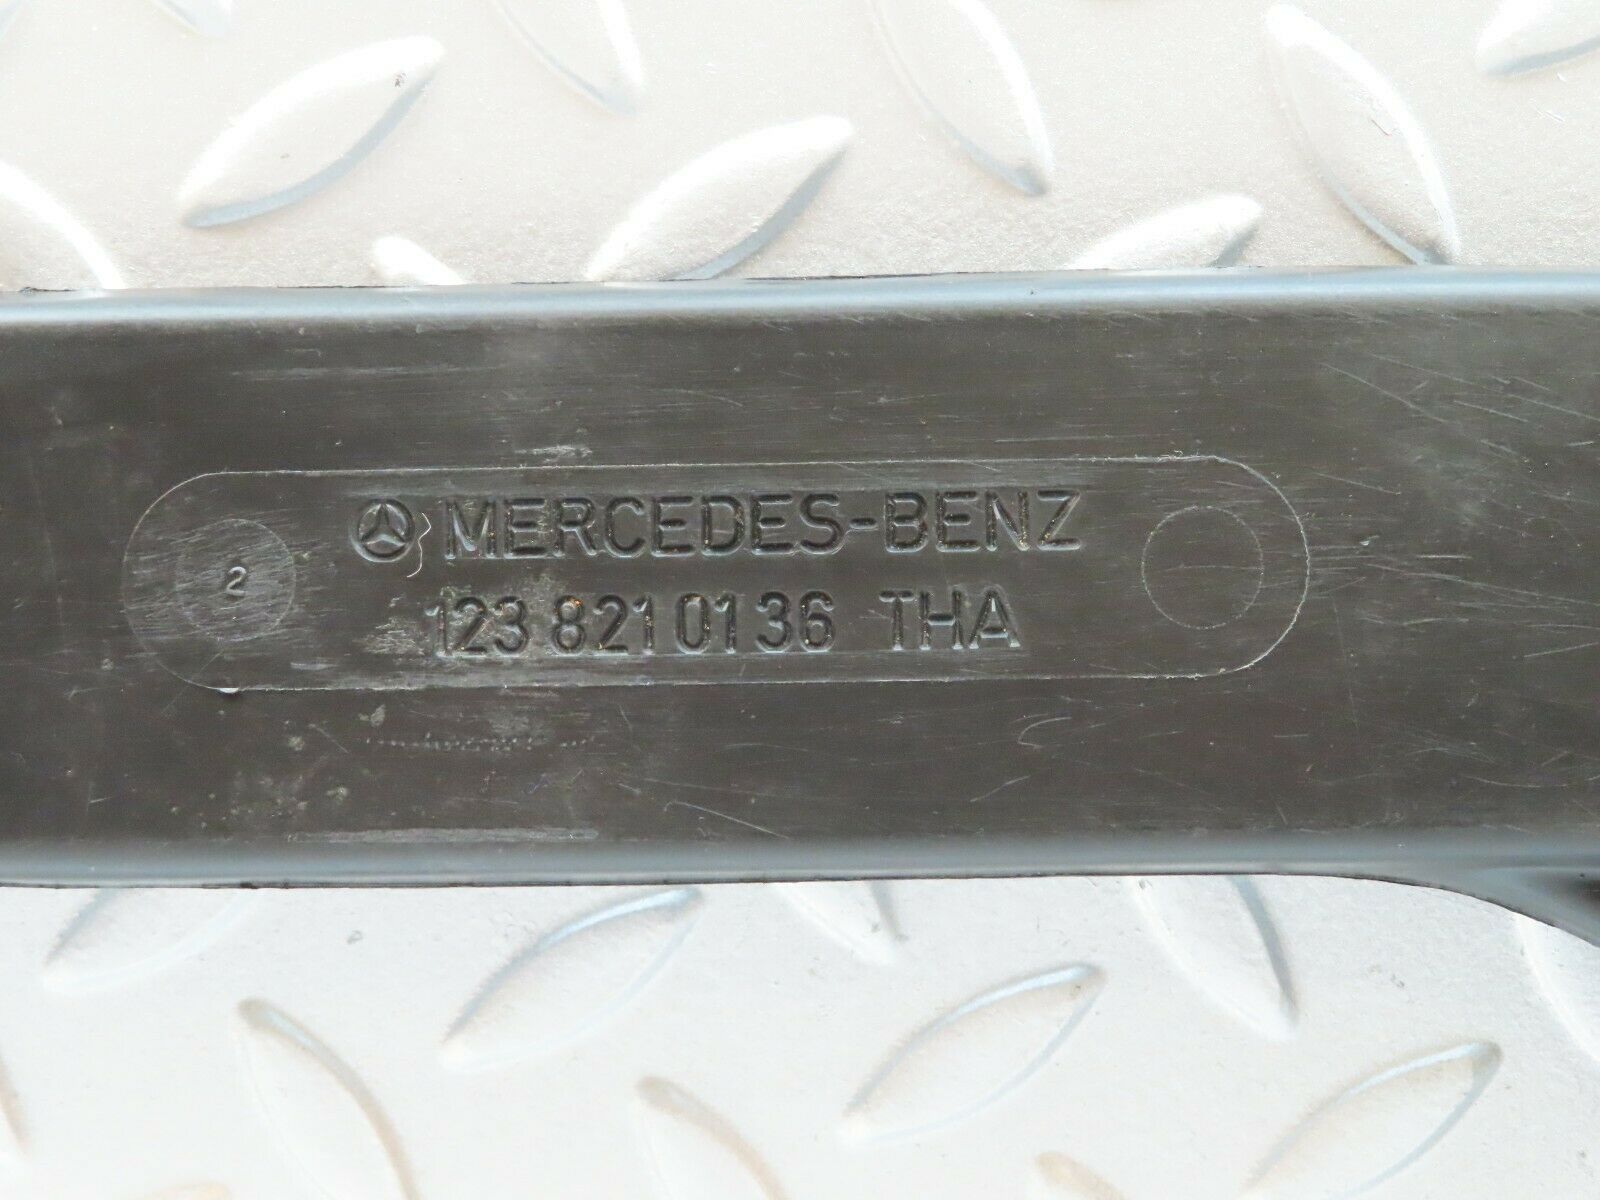 MERCEDES-BENZ
2
123 821 01 36 THA